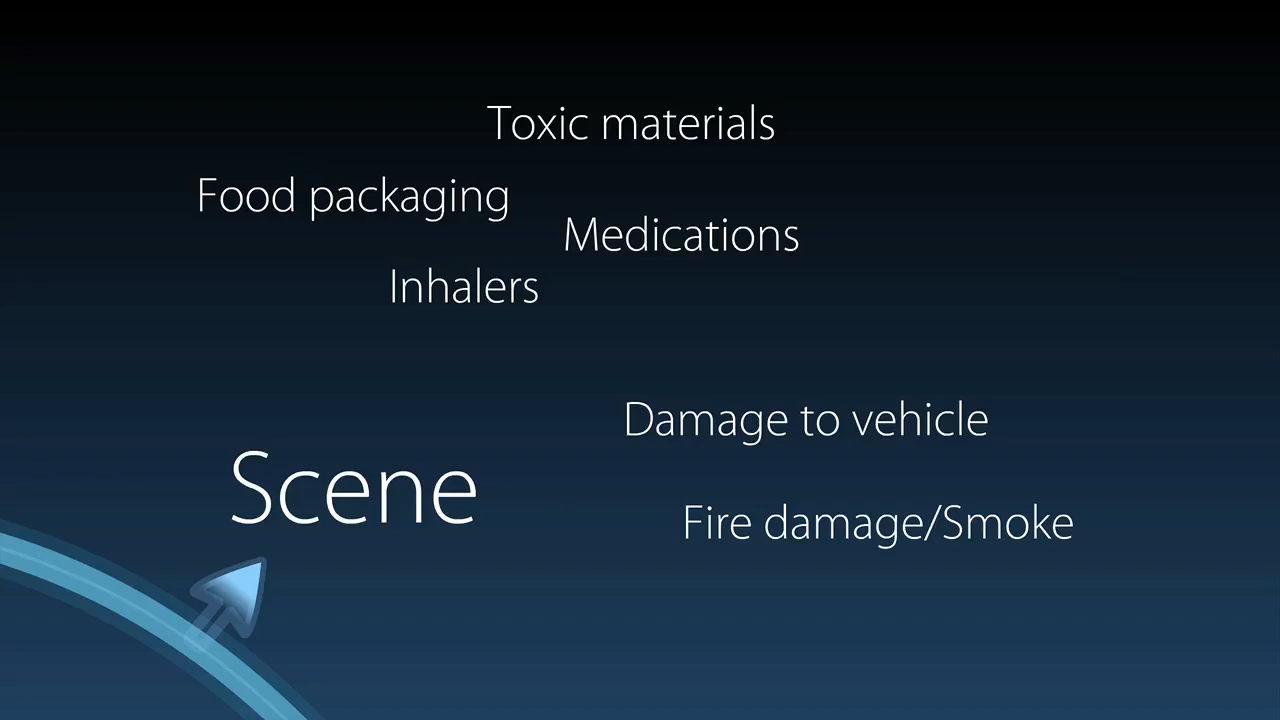 Toxic materials
Food packaging
Medications
Inhalers
Damage to vehicle
Scene
Fire damage/Smoke